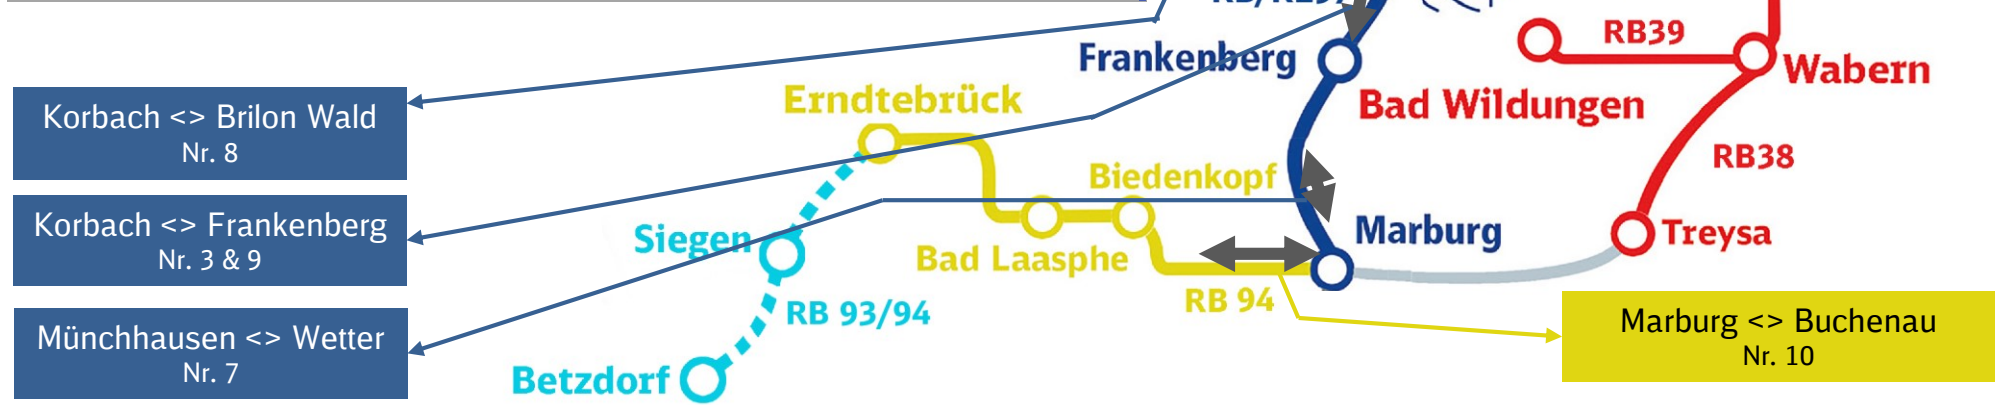 Frankenberg
RB39
Wabern
Bad Wildungen
Erndtebrück
Korbach <> Brilon Wald
Nr. 8
RB38
Biedenkopf
Korbach <> Frankenberg
Nr. 3 & 9
Siegen
Bad Laasphe
Marburg
Treysa
RB 94
RB 93/94
Münchhausen <> Wetter
Nr. 7
Marburg <> Buchenau
Nr. 10
Betzdorf